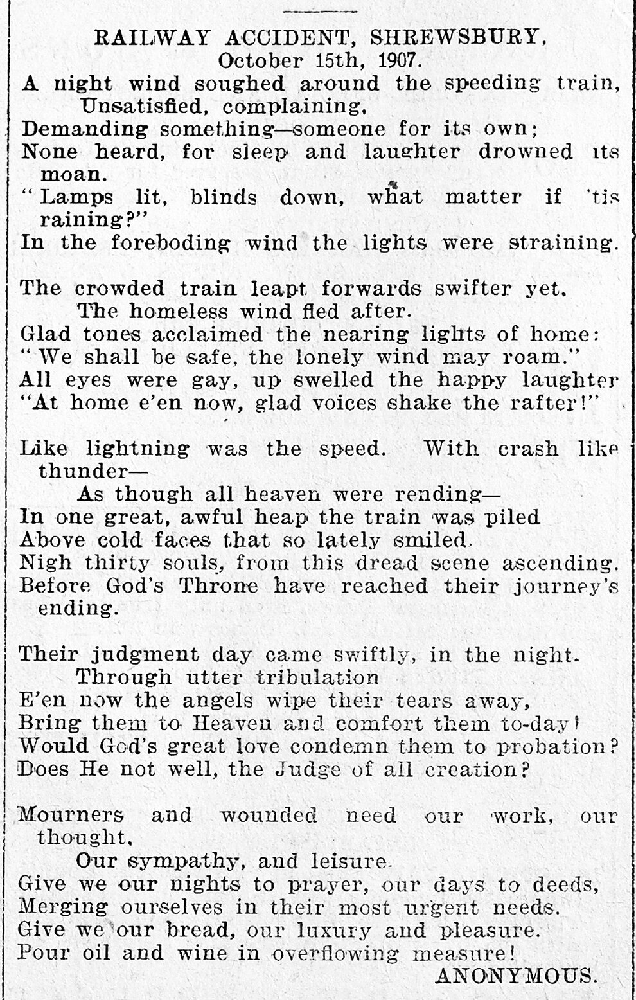 RAILWAY ACCIDENT, SHREWSBURY,
October 15th, 1907.
A night wind soughed around the speeding train,
Unsatisfied, complaining,
Demanding something—someone for its own;
None heard, for sleep and laughter drowned its
moan.
“Lamps lit, blinds down, what matter if ’tis
raining?”
In the foreboding wind the lights were straining.

The crowded train leapt forwards swifter yet.
The homeless wind fled after.
Glad tones acclaimed the nearing lights of home:
“We shall be safe, the lonely wind may roam.”
All eyes were gay, up swelled the happy laughter
“At home e’en now, glad voices shake the rafter!”

Like lightning was the speed. With crash like
thunder—
As though all heaven were rending—
In one great, awful heap the train was piled
Above cold faces that so lately smiled.
Nigh thirty souls, from this dread scene ascending.
Before God’s Throne have reached their journey’s
ending.

Their judgment day came swiftly, in the night.
Through utter tribulation
E’en now the angels wipe their tears away,
Bring them to Heaven and comfort them to-day!
Would God’s great love condemn them to probation?
Does He not well, the Judge of all creation?

Mourners and wounded need our work, our
thought,
Our sympathy, and leisure.
Give we our nights to prayer, our days to deeds,
Merging ourselves in their most urgent needs.
Give we our bread, our luxury and pleasure.
Pour oil and wine in overflowing measure!
ANONYMOUS.